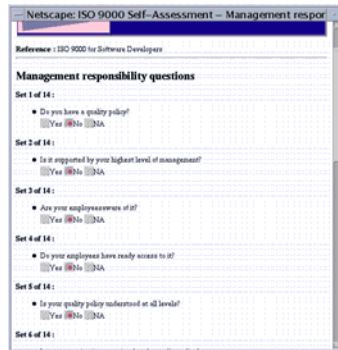 Netscape: ISO 9000 Self-Assessment - Management respor
Reference : ISO 9000 for Software Developers
Management responsibility questions
Set 1 of 14 :
Do you have a quality policy?
Yes No NA
Set 2 of 14 :
Is it supported by your highest level of management?
Yes No NA
Set 3 of 14 :
Are your employees aware of it?
Yes No NA
Set 4 of 14 :
Do your employees have ready access to it?
Yes No NA
Set 5 of 14 :
Is your quality policy understood at all levels?
Yes No NA
Set 6 of 14 :